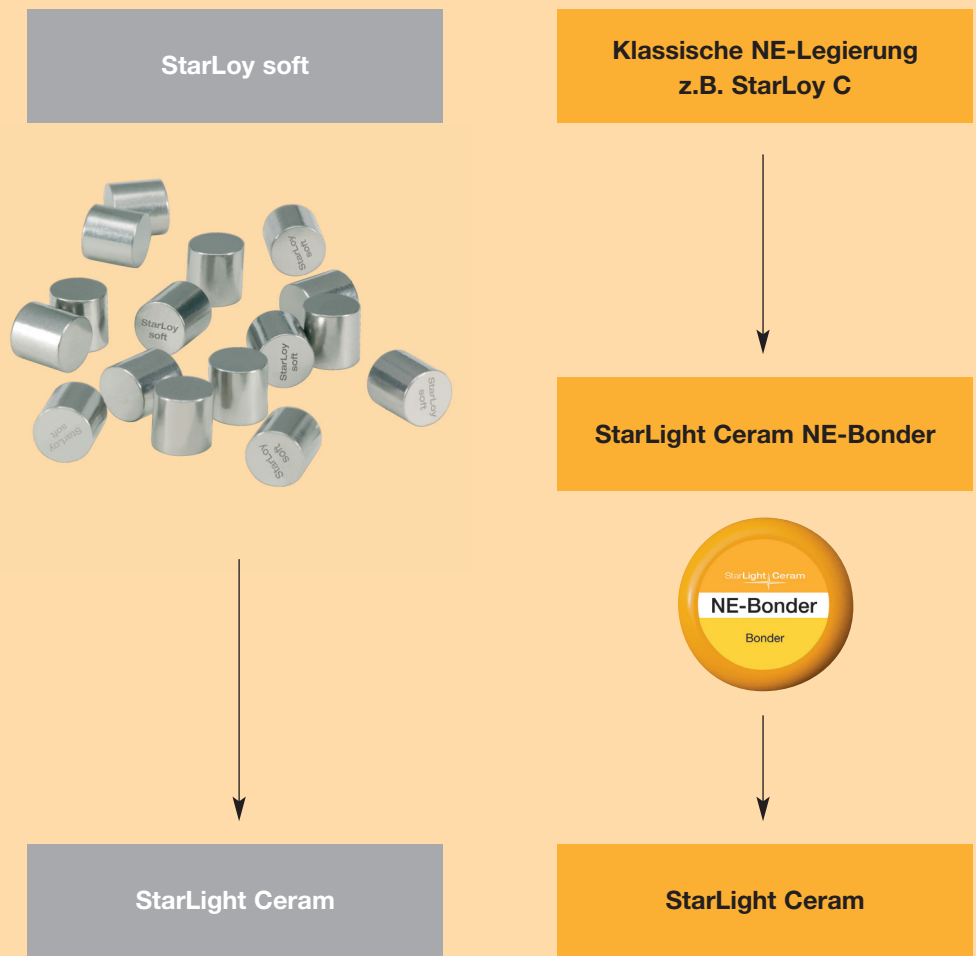 StarLoy soft
Klassische NE-Legierung
z.B. StarLoy C
StarLoy
soft
StarLoy
soft
StarLoy
soft
StarLoy
soft
StarLoy
soft
StarLoy
soft
StarLight Ceram NE-Bonder
StarLight Ceram
NE-Bonder
Bonder
StarLight Ceram
StarLight Ceram